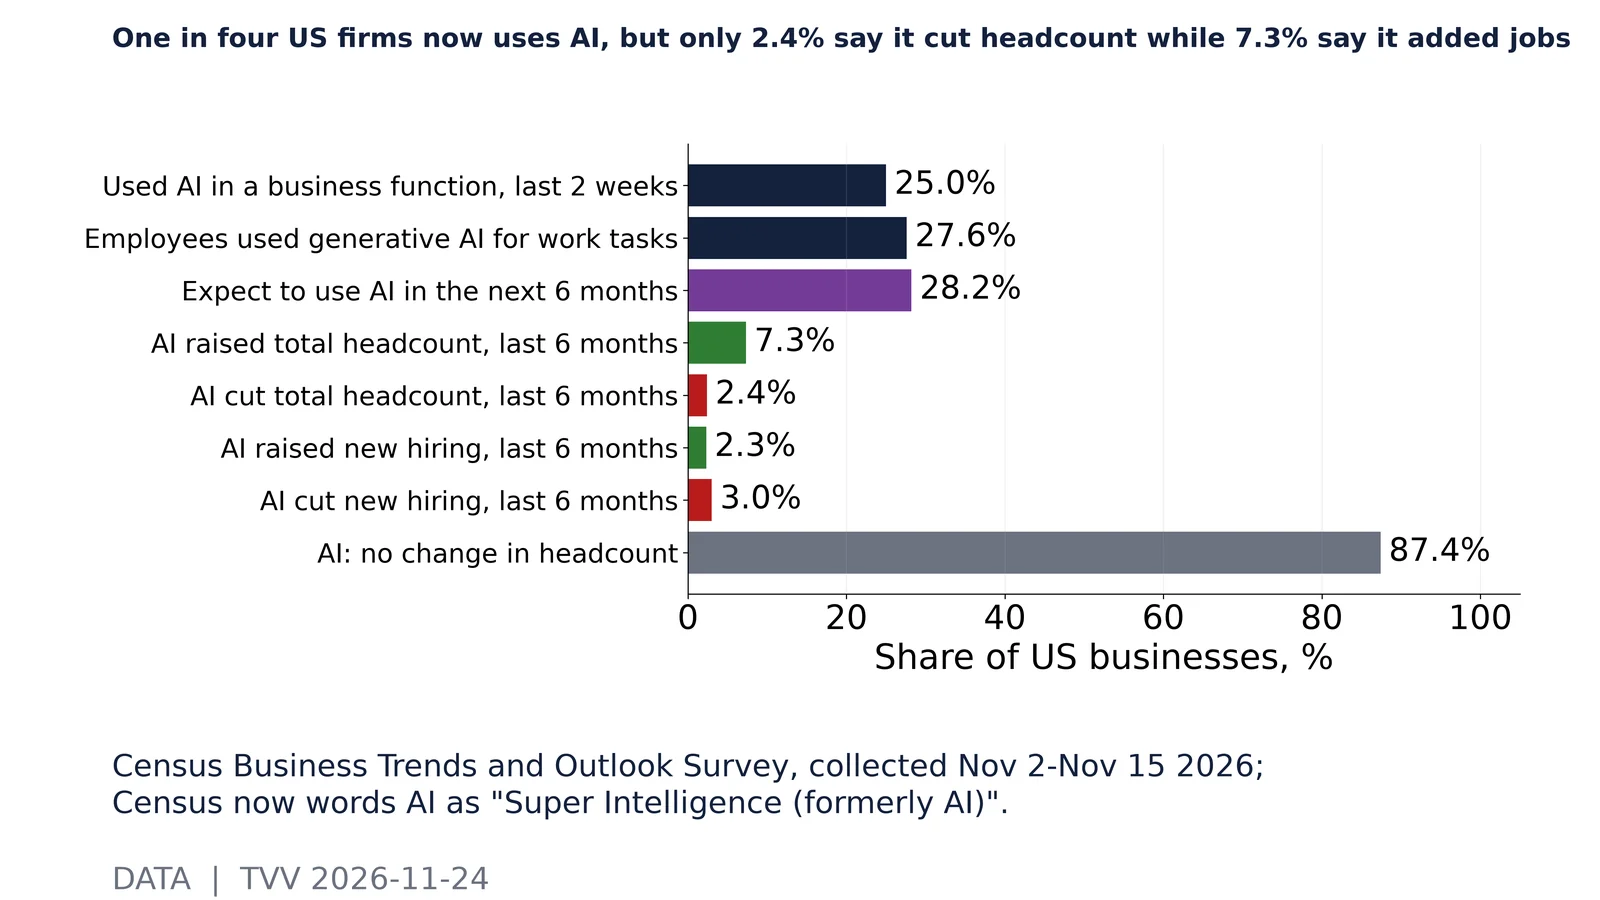 One in four US firms now uses AI, but only 2.4% say it cut headcount while 7.3% say it added jobs
Used AI in a business function, last 2 weeks 25.0%
Employees used generative AI for work tasks 27.6%
Expect to use AI in the next 6 months 28.2%
AI raised total headcount, last 6 months 7.3%
AI cut total headcount, last 6 months 2.4%
AI raised new hiring, last 6 months 2.3%
AI cut new hiring, last 6 months 3.0%
AI: no change in headcount 87.4%
0 20 40 60 80 100
Share of US businesses, %
Census Business Trends and Outlook Survey, collected Nov 2-Nov 15 2026;
Census now words AI as "Super Intelligence (formerly AI)".
DATA | TVV 2026-11-24